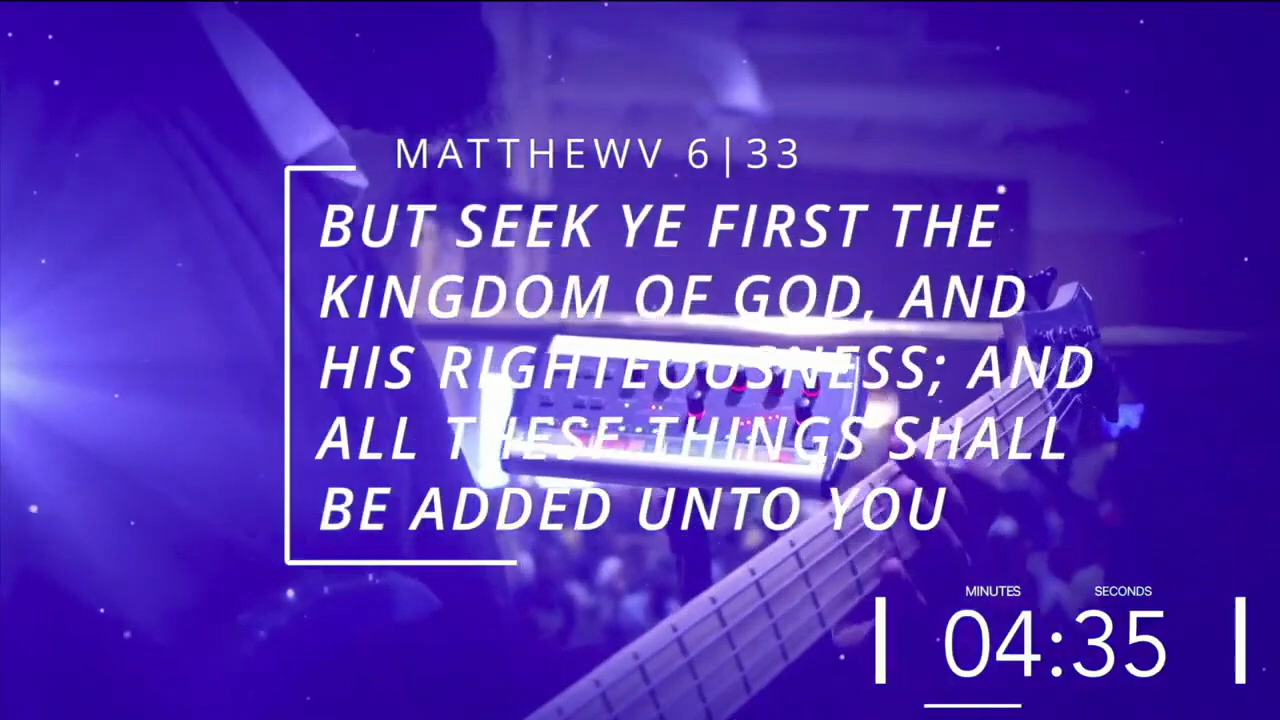 MATTHEWV 6|33
BUT SEEK YE FIRST THE
KINGDOM OF GOD, AND
HIS RIGHTEOUSNESS; AND
ALL THESE THINGS SHALL
BE ADDED UNTO YOU
MINUTES SECONDS
04:35